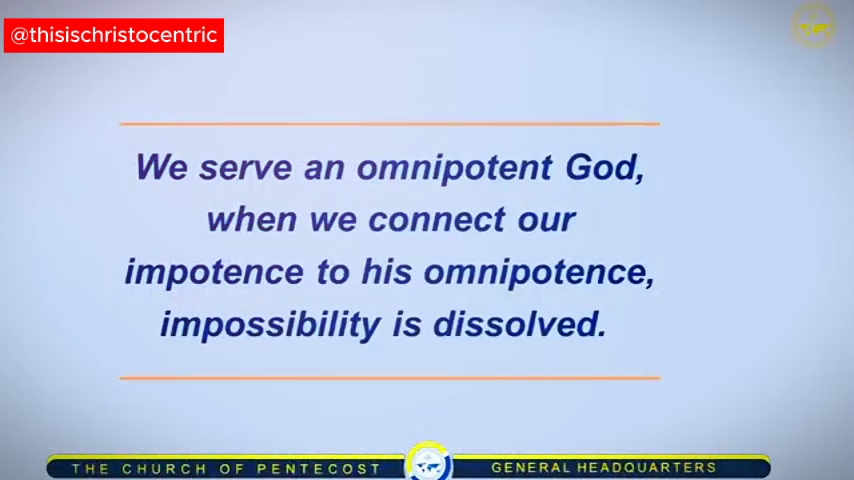 @thisischristocentric
We serve an omnipotent God,
when we connect our
impotence to his omnipotence,
impossibility is dissolved.
THE CHURCH OF PENTECOST
GENERAL HEADQUARTERS